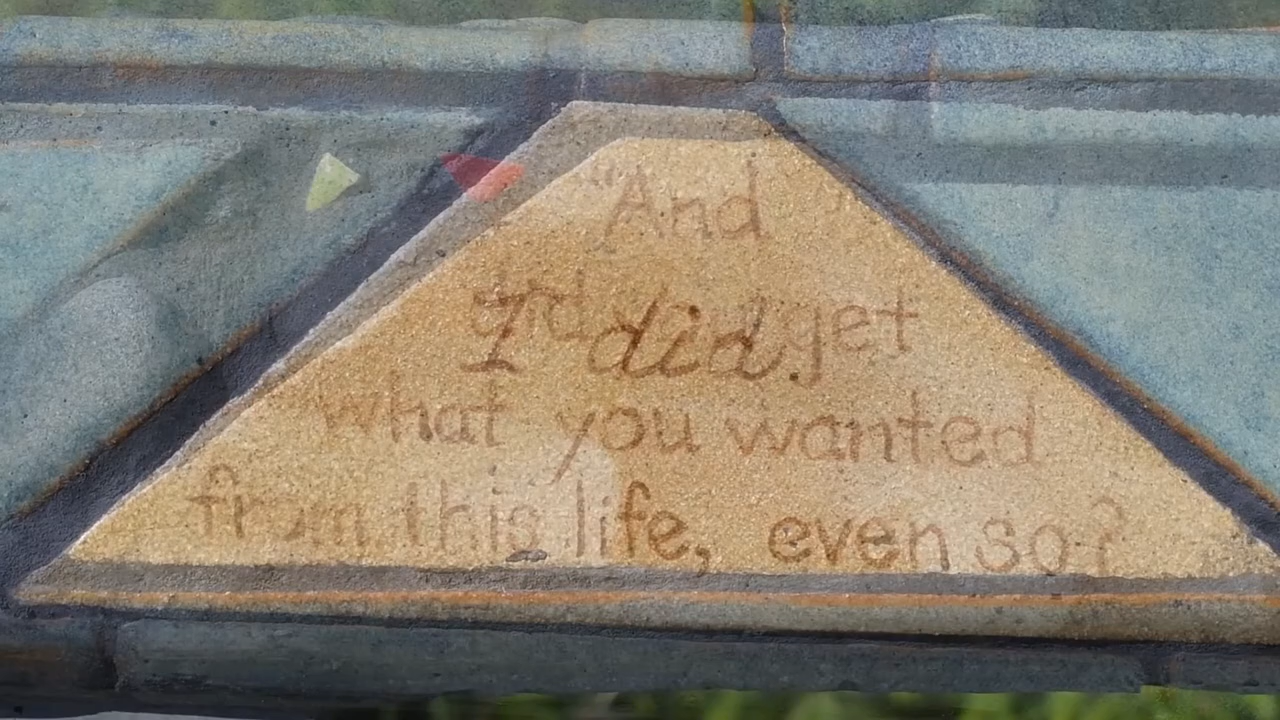 "And
get
I did.
what you wanted
from this life, even so?